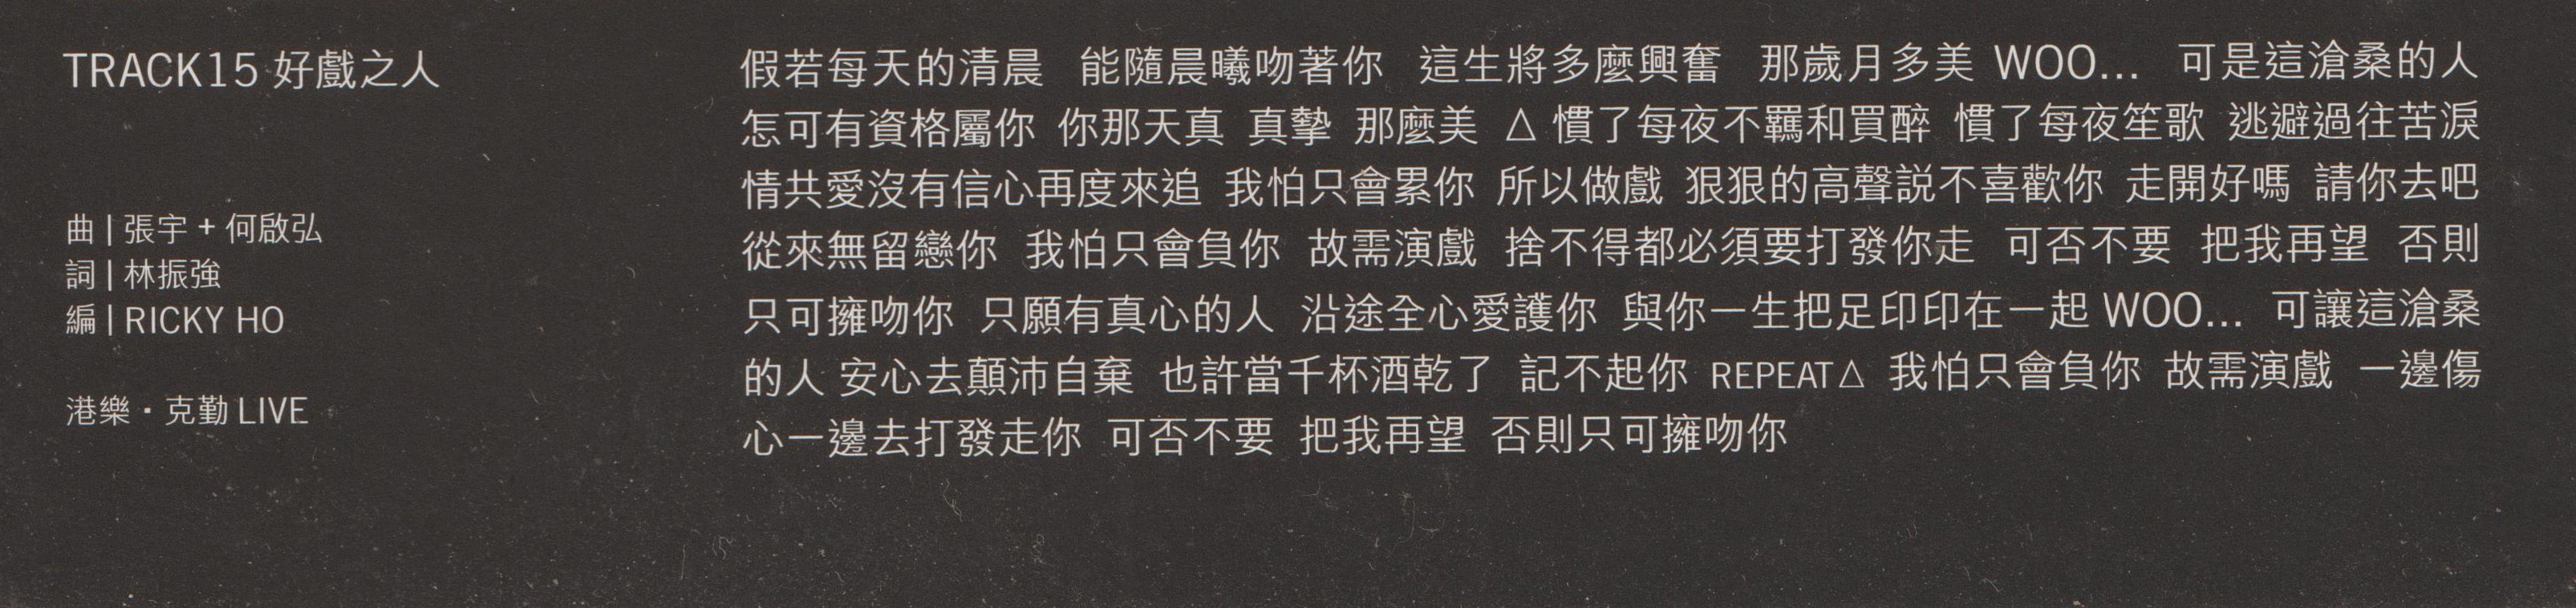 TRACK15 好戲之人
曲 | 張宇 + 何啟弘
詞 | 林振強
編 | RICKY HO
港樂·克勤 LIVE
假若每天的清晨 能隨晨曦吻著你 這生將多麼興奮 那歲月多美 WOO... 可是這滄桑的人
怎可有資格屬你 你那天真 真摯 那麼美 △ 慣了每夜不羈和買醉 慣了每夜笙歌 逃避過往苦淚
情共愛沒有信心再度來追 我怕只會累你 所以做戲 狠狠的高聲説不喜歡你 走開好嗎 請你去吧
從來無留戀你 我怕只會負你 故需演戲 捨不得都必須要打發你走 可否不要 把我再望 否則
只可擁吻你 只願有真心的人 沿途全心愛護你 與你一生把足印印在一起 WOO... 可讓這滄桑
的人 安心去顛沛自棄 也許當千杯酒乾了 記不起你 REPEAT△ 我怕只會負你 故需演戲 一邊傷
心一邊去打發走你 可否不要 把我再望 否則只可擁吻你